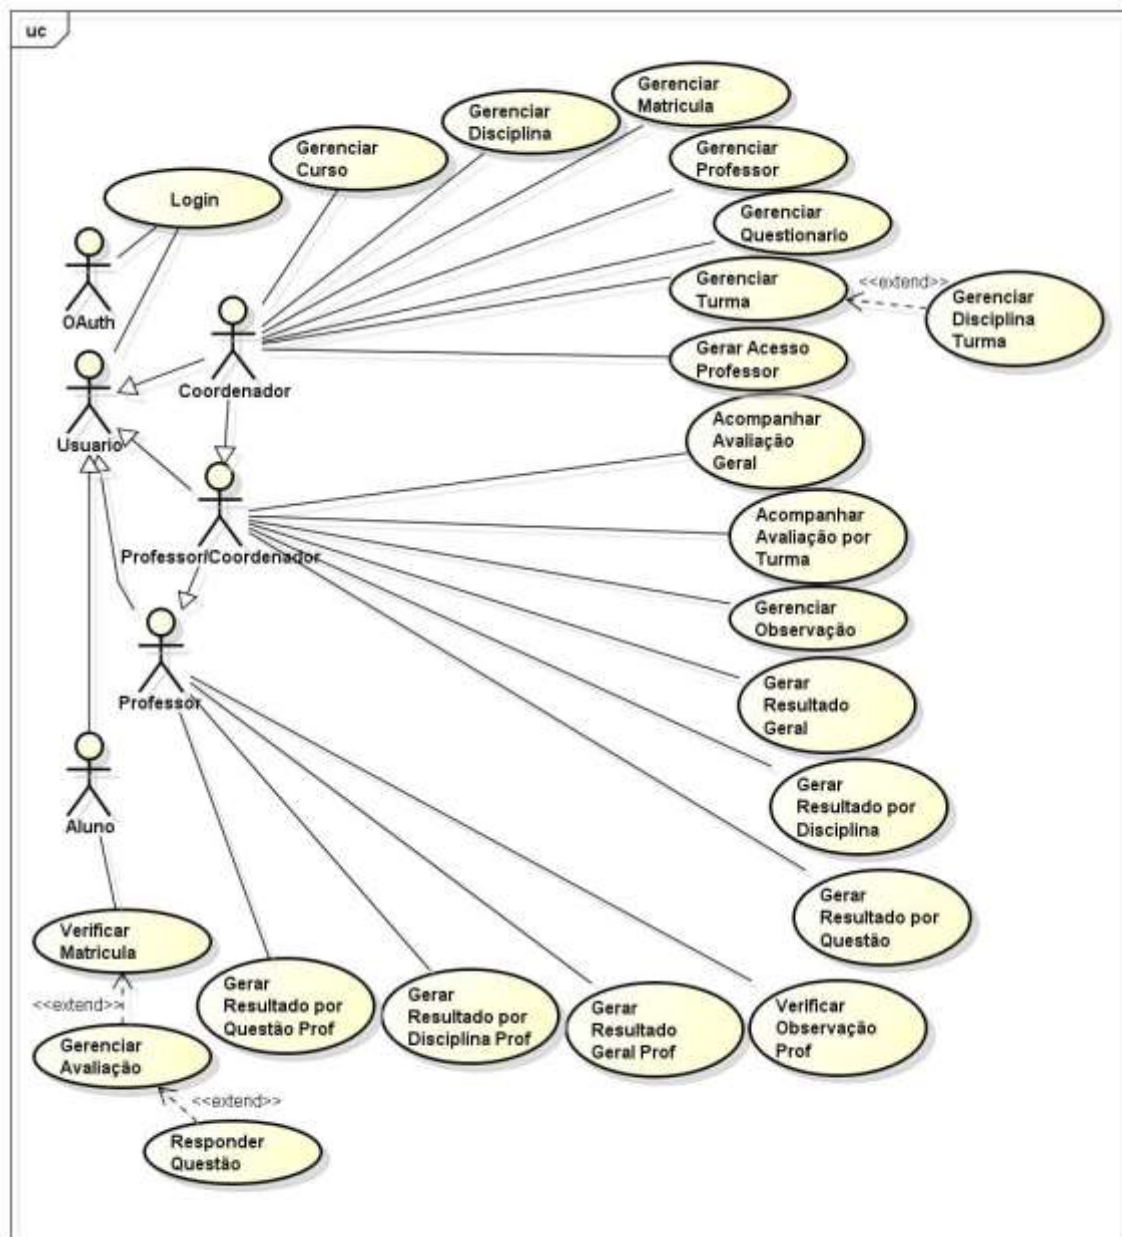 uc
Gerenciar
Matricula
Gerenciar
Disciplina
Gerenciar
Curso
Gerenciar
Professor
Login
Gerenciar
Questionario
OAuth
Gerenciar
Turma
<<extend>>
Gerenciar
Disciplina
Turma
Coordenador
Gerar Acesso
Professor
Usuario
Acompanhar
Avaliação
Geral
Professor/Coordenador
Acompanhar
Avaliação por
Turma
Gerenciar
Observação
Professor
Gerar
Resultado
Geral
Aluno
Gerar
Resultado por
Disciplina
Gerar
Resultado por
Questão
Verificar
Matricula
<<extend>>
Gerenciar
Avaliação
<<extend>>
Responder
Questão
Gerar
Resultado por
Questão Prof
Gerar
Resultado por
Disciplina Prof
Gerar
Resultado
Geral Prof
Verificar
Observação
Prof